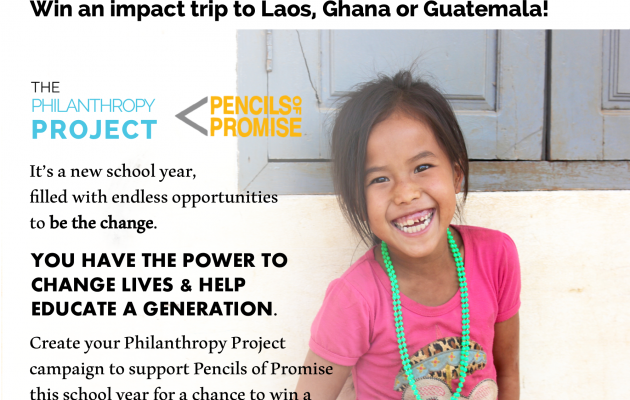 Win an impact trip to Laos, Ghana or Guatemala!
THE
PHILANTHROPY
PROJECT
PENCILS OF
PROMISE
It’s a new school year,
filled with endless opportunities
to be the change.
YOU HAVE THE POWER TO
CHANGE LIVES & HELP
EDUCATE A GENERATION.
Create your Philanthropy Project
campaign to support Pencils of Promise
this school year for a chance to win a